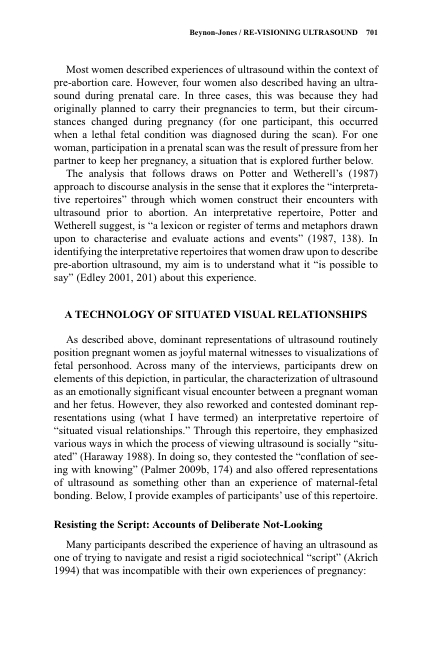 Beynon-Jones / RE-VISIONING ULTRASOUND 701
Most women described experiences of ultrasound within the context of
pre-abortion care. However, four women also described having an ultra-
sound during prenatal care. In three cases, this was because they had
originally planned to carry their pregnancies to term, but their circum-
stances changed during pregnancy (for one participant, this occurred
when a lethal fetal condition was diagnosed during the scan). For one
woman, participation in a prenatal scan was the result of pressure from her
partner to keep her pregnancy, a situation that is explored further below.
The analysis that follows draws on Potter and Wetherell's (1987)
approach to discourse analysis in the sense that it explores the “interpreta-
tive repertoires” through which women construct their encounters with
ultrasound prior to abortion. An interpretative repertoire, Potter and
Wetherell suggest, is “a lexicon or register of terms and metaphors drawn
upon to characterise and evaluate actions and events” (1987, 138). In
identifying the interpretative repertoires that women draw upon to describe
pre-abortion ultrasound, my aim is to understand what it “is possible to
say” (Edley 2001, 201) about this experience.
A TECHNOLOGY OF SITUATED VISUAL RELATIONSHIPS
As described above, dominant representations of ultrasound routinely
position pregnant women as joyful maternal witnesses to visualizations of
fetal personhood. Across many of the interviews, participants drew on
elements of this depiction, in particular, the characterization of ultrasound
as an emotionally significant visual encounter between a pregnant woman
and her fetus. However, they also reworked and contested dominant rep-
resentations using (what I have termed) an interpretative repertoire of
“situated visual relationships.” Through this repertoire, they emphasized
various ways in which the process of viewing ultrasound is socially “situ-
ated” (Haraway 1988). In doing so, they contested the “conflation of see-
ing with knowing” (Palmer 2009b, 174) and also offered representations
of ultrasound as something other than an experience of maternal-fetal
bonding. Below, I provide examples of participants' use of this repertoire.
Resisting the Script: Accounts of Deliberate Not-Looking
Many participants described the experience of having an ultrasound as
one of trying to navigate and resist a rigid sociotechnical “script” (Akrich
1994) that was incompatible with their own experiences of pregnancy: